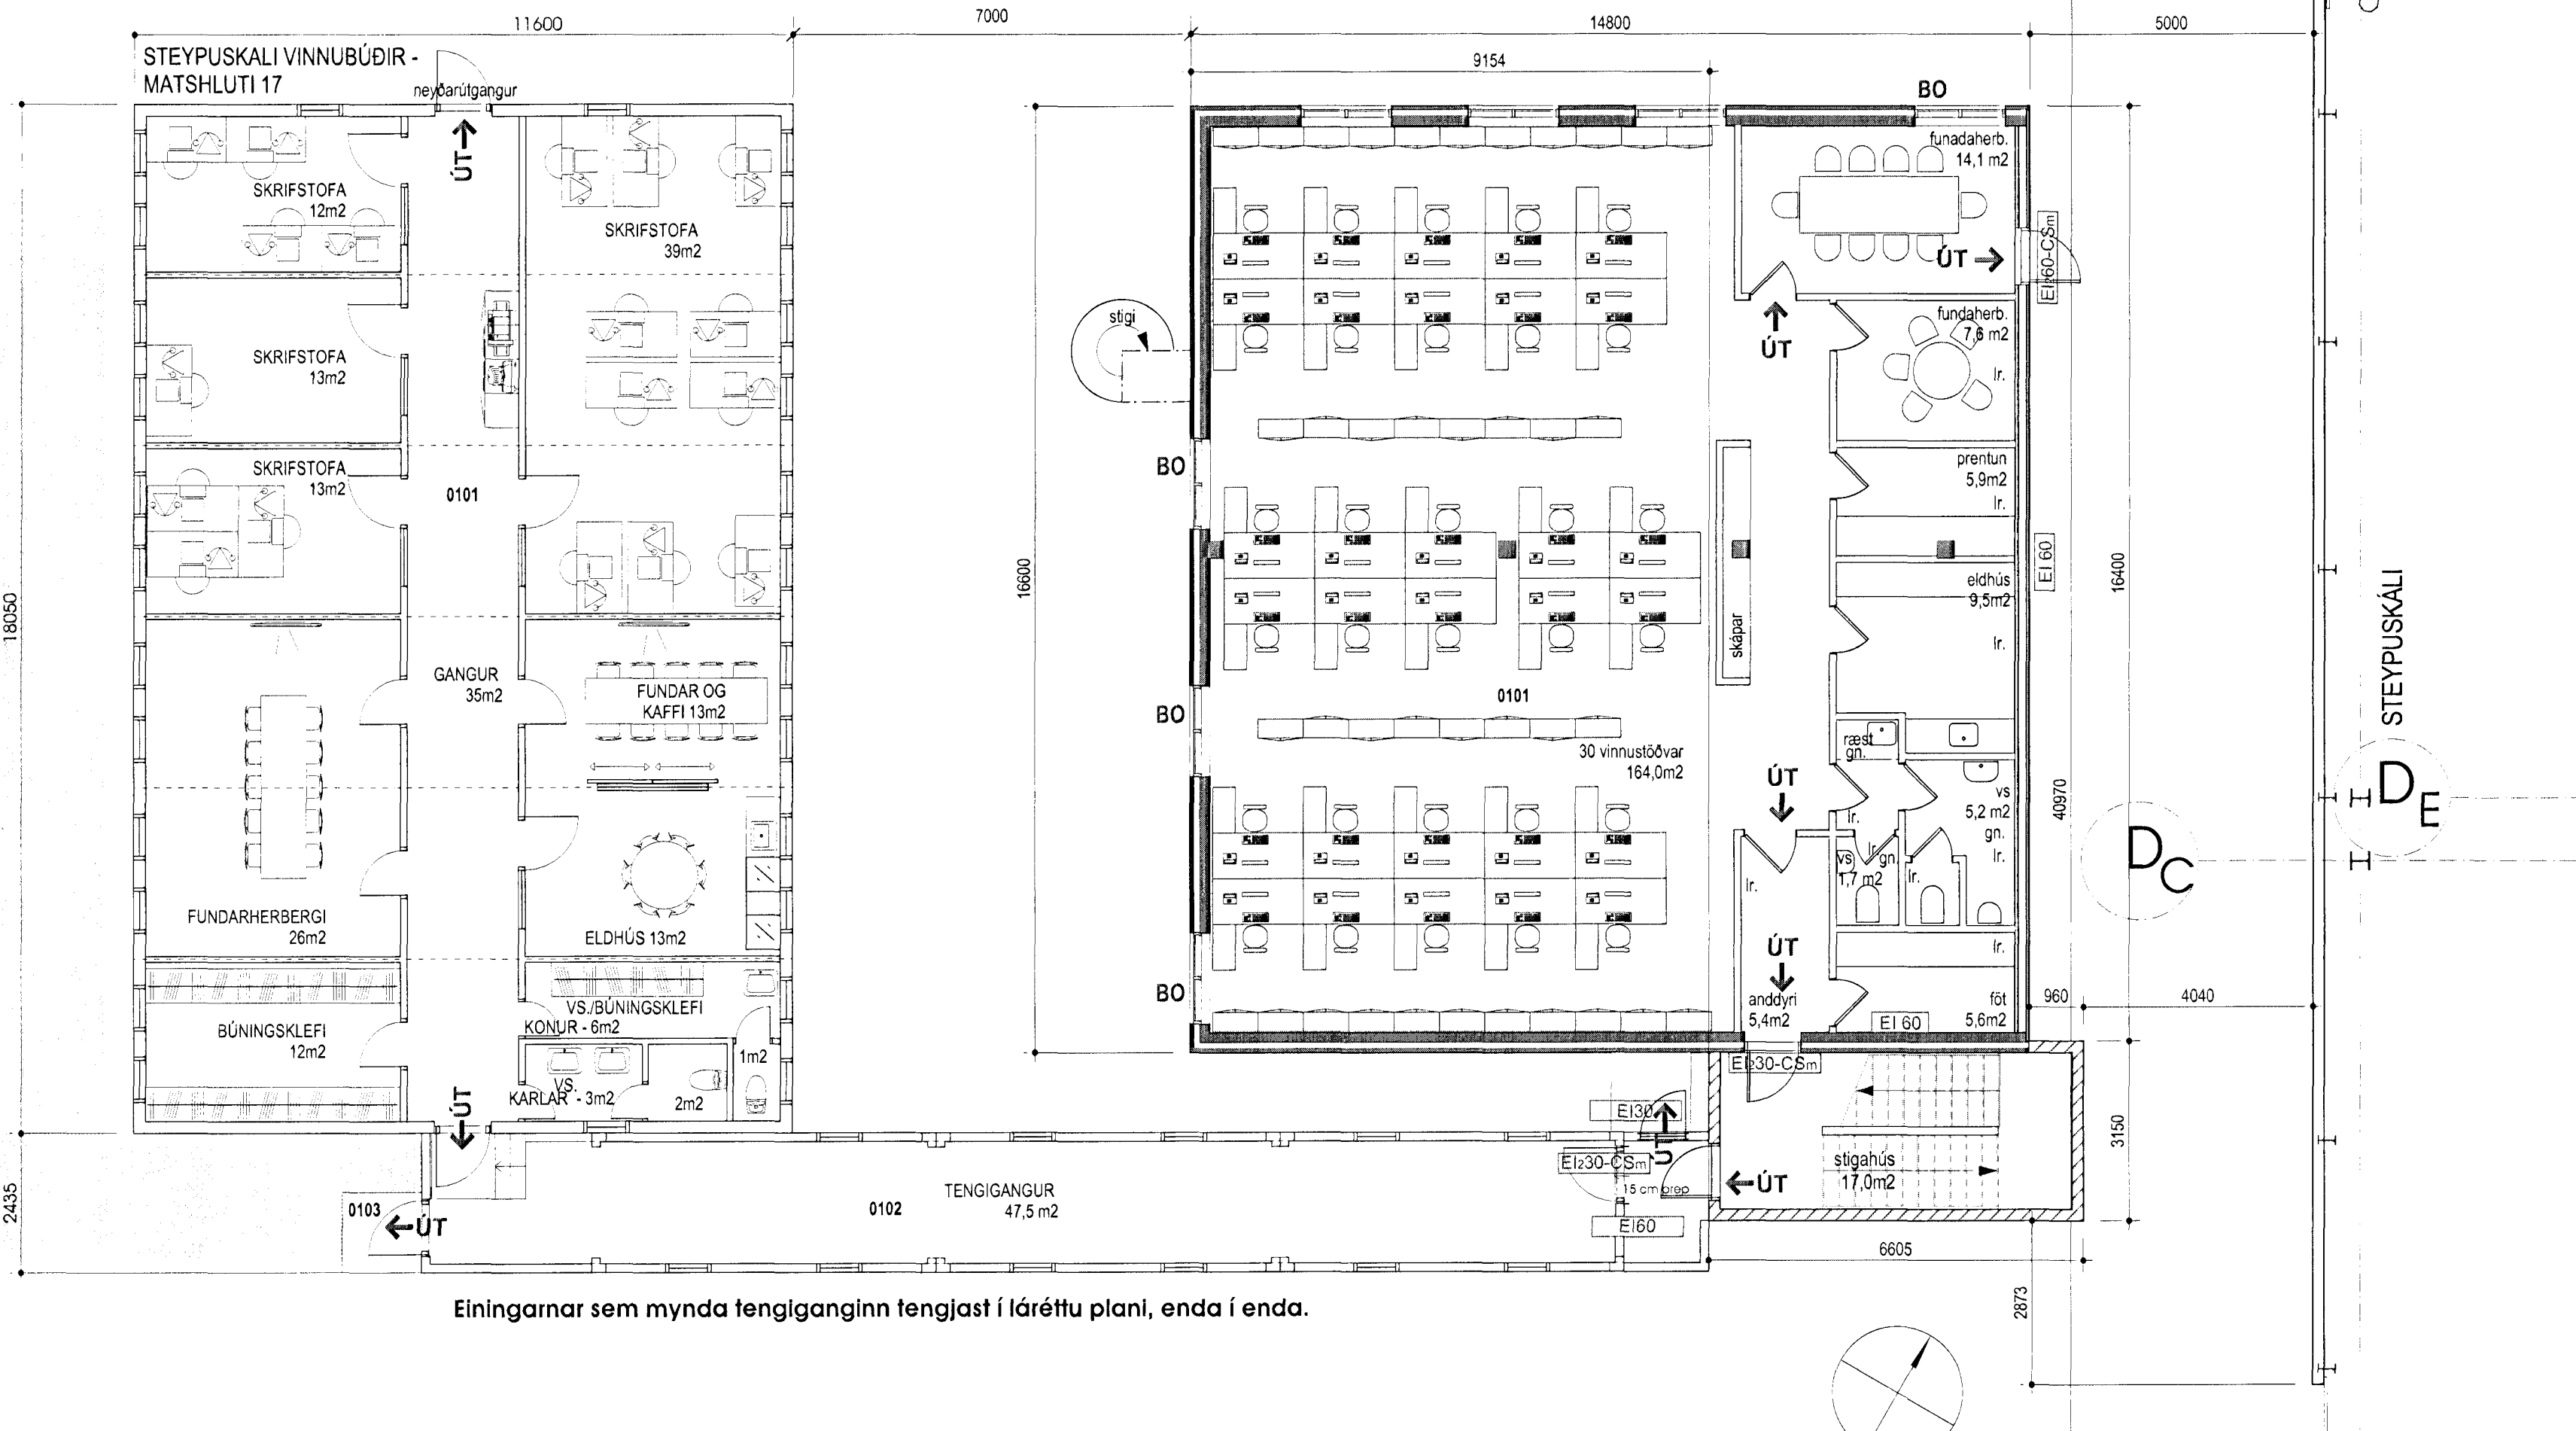 11600
7000
14800
5000
9154
STEYPUSKALI VINNUBÚÐIR -
MATSHLUTI 17
neyðarútgangur
ÚT
SKRIFSTOFA
12m2
SKRIFSTOFA
39m2
SKRIFSTOFA
13m2
SKRIFSTOFA
13m2
0101
GANGUR
35m2
FUNDAR OG
KAFFI 13m2
FUNDARHERBERGI
26m2
ELDHÚS 13m2
BÚNINGSKLEFI
12m2
VS./BÚNINGSKLEFI
KONUR - 6m2
1m2
VS.
KARLAR - 3m2
2m2
ÚT
18050
2435
0103
ÚT
0102
TENGIGANGUR
47,5 m2
Einingarnar sem mynda tengiganginn tengjast í láréttu plani, enda í enda.
16600
stigi
BO
BO
BO
BO
funadaherb.
14,1 m2
ÚT
EI260-CSm
ÚT
fundaherb.
7,6 m2
lr.
prentun
5,9m2
lr.
eldhús
9,5m2
lr.
EI 60
skápar
0101
30 vinnustöðvar
164,0m2
ræst
gn.
lr.
ÚT
vs
5,2 m2
gn.
lr.
vs
1,7 m2
lr.
gn.
lr.
lr.
ÚT
anddyri
5,4m2
lr.
föt
5,6m2
EI 60
EI230-CSm
EI30
ÚT
EI230-CSm
15 cm þrep
EI60
ÚT
stigahús
17,0m2
16400
40970
960
4040
3150
6605
2873
STEYPUSKÁLI
DE
DC